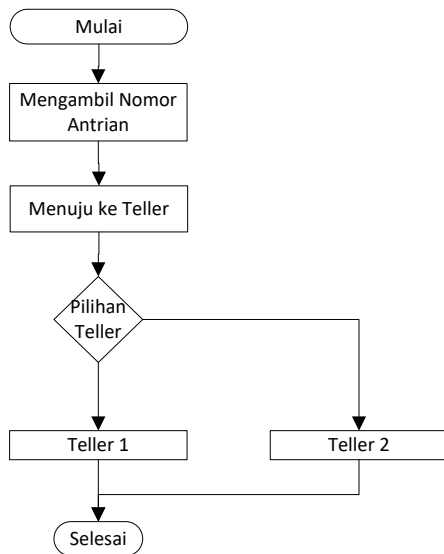 Mulai
Mengambil Nomor
Antrian
Menuju ke Teller
Pilihan
Teller
Teller 1
Teller 2
Selesai